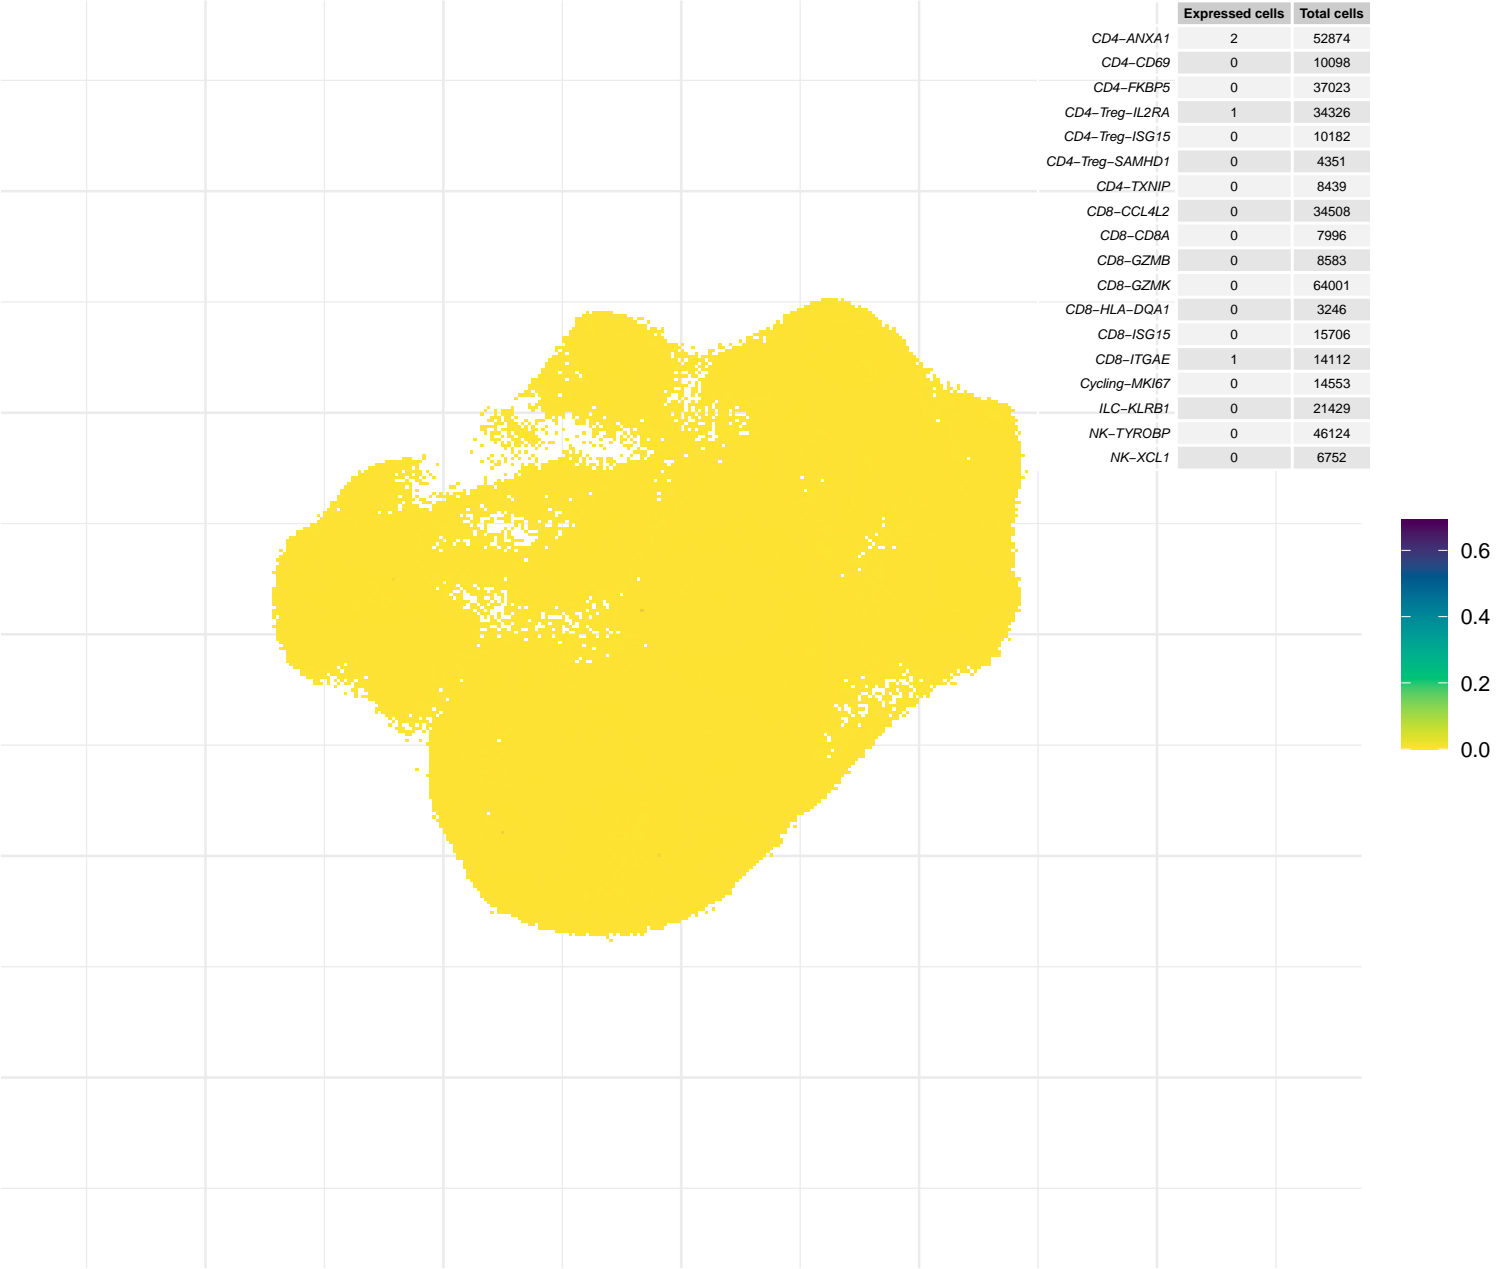 Expressed cells Total cells
CD4−ANXA1 2 52874
CD4−CD69 0 10098
CD4−FKBP5 0 37023
CD4−Treg−IL2RA 1 34326
CD4−Treg−ISG15 0 10182
CD4−Treg−SAMHD1 0 4351
CD4−TXNIP 0 8439
CD8−CCL4L2 0 34508
CD8−CD8A 0 7996
CD8−GZMB 0 8583
CD8−GZMK 0 64001
CD8−HLA−DQA1 0 3246
CD8−ISG15 0 15706
CD8−ITGAE 1 14112
Cycling−MKI67 0 14553
ILC−KLRB1 0 21429
NK−TYROBP 0 46124
NK−XCL1 0 6752
0.6
0.4
0.2
0.0